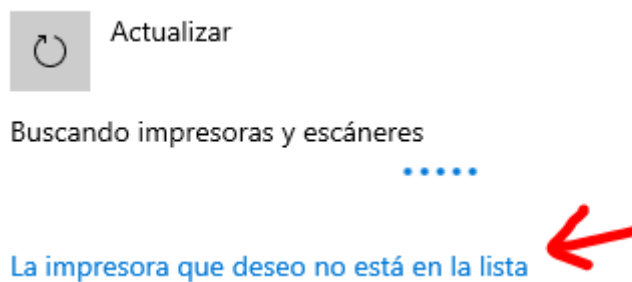 Actualizar
Buscando impresoras y escáneres
La impresora que deseo no está en la lista